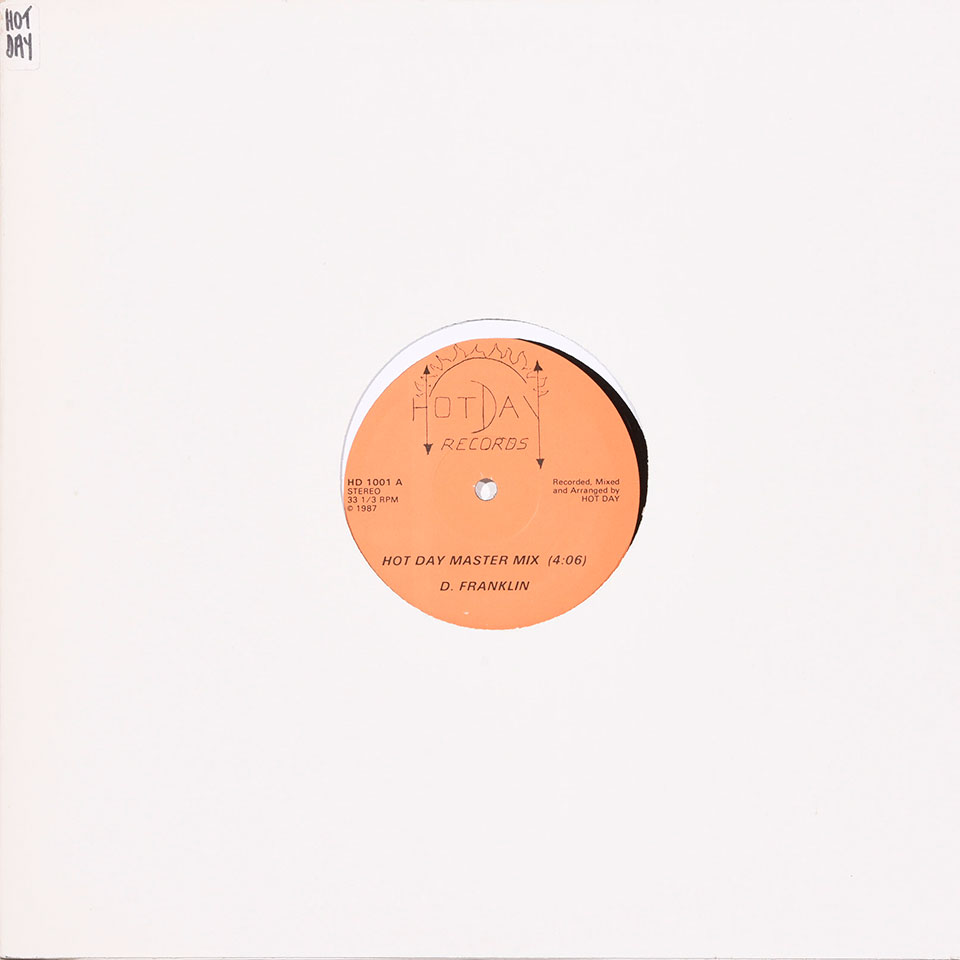 HOT
DAY
HOT DAY
RECORDS
HD 1001 A
STEREO
33 1/3 RPM
© 1987
Recorded, Mixed
and Arranged by
HOT DAY
HOT DAY MASTER MIX (4:06)
D. FRANKLIN